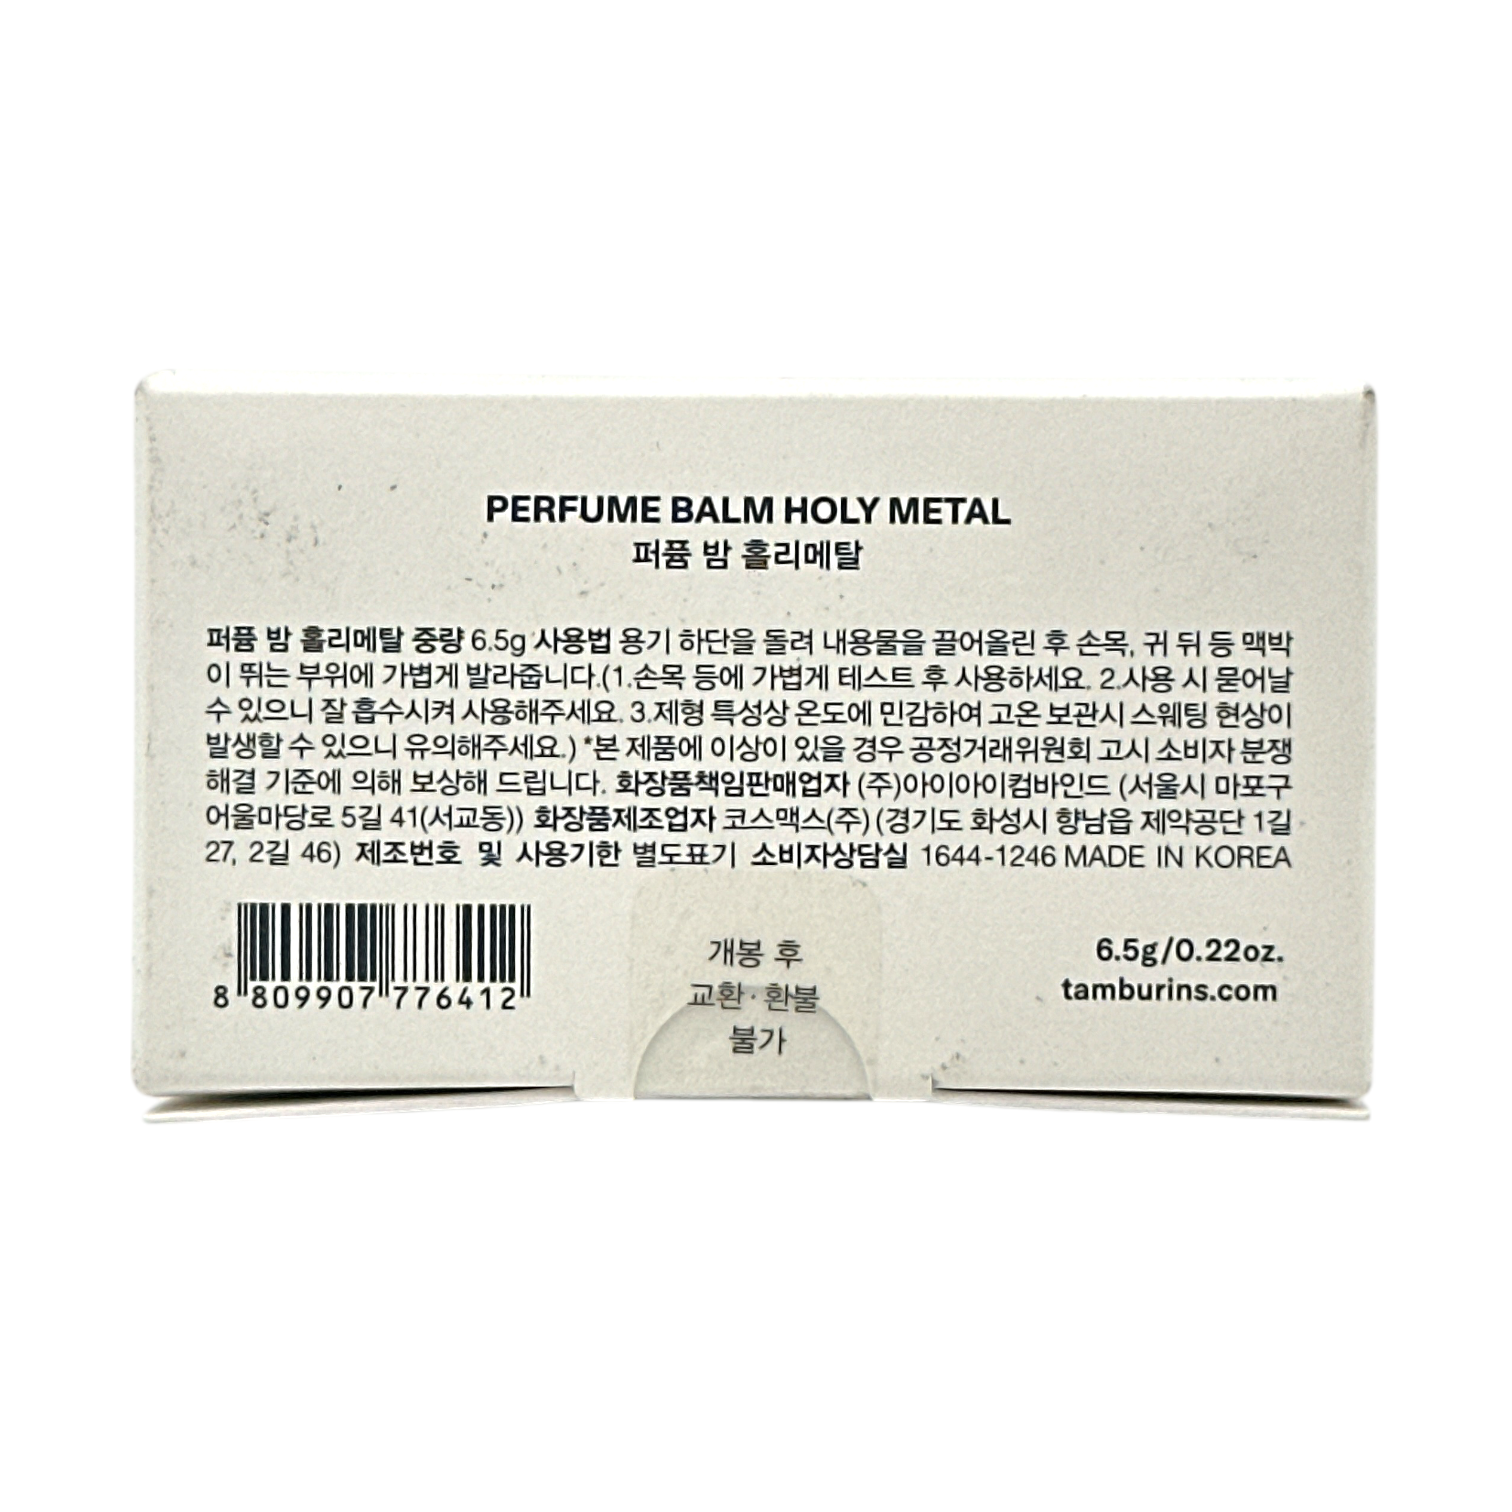 PERFUME BALM HOLY METAL
퍼퓸 밤 홀리메탈
퍼퓸 밤 홀리메탈 중량 6.5g 사용법 용기 하단을 돌려 내용물을 끌어올린 후 손목, 귀 뒤 등 맥박
이 뛰는 부위에 가볍게 발라줍니다.(1.손목 등에 가볍게 테스트 후 사용하세요. 2.사용 시 묻어날
수 있으니 잘 흡수시켜 사용해주세요. 3.제형 특성상 온도에 민감하여 고온 보관시 스웨팅 현상이
발생할 수 있으니 유의해주세요.) *본 제품에 이상이 있을 경우 공정거래위원회 고시 소비자 분쟁
해결 기준에 의해 보상해 드립니다. 화장품책임판매업자 (주)아이아이컴바인드 (서울시 마포구
어울마당로 5길 41(서교동)) 화장품제조업자 코스맥스(주) (경기도 화성시 향남읍 제약공단 1길
27, 2길 46) 제조번호 및 사용기한 별도표기 소비자상담실 1644-1246 MADE IN KOREA
8 809907 776412
개봉 후
교환·환불
불가
6.5g/0.22oz.
tamburins.com